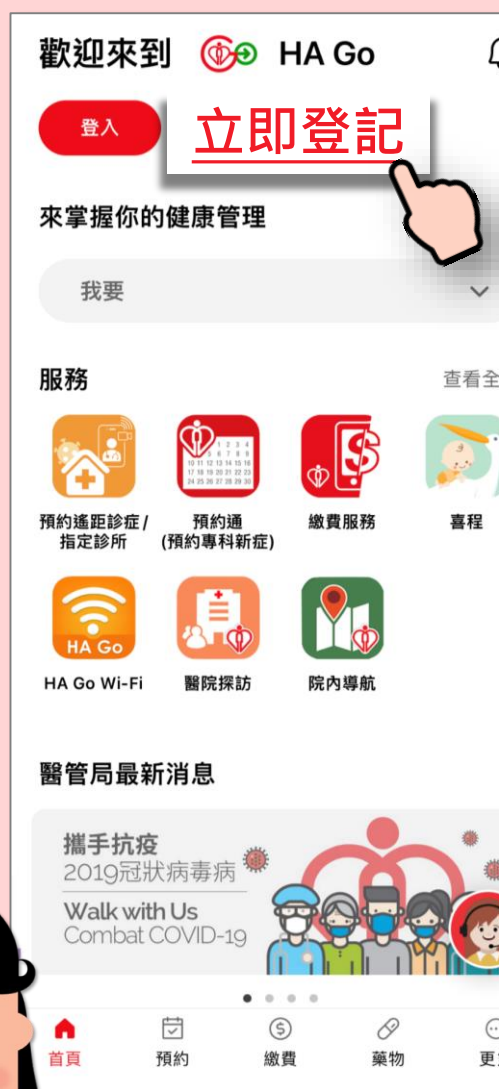 歡迎來到 HA Go
登入
立即登記
來掌握你的健康管理
我要
服務
查看全
預約遙距診症/
指定診所
預約通
(預約專科新症)
繳費服務
喜程
HA Go
HA Go Wi-Fi
醫院探訪
院內導航
醫管局最新消息
攜手抗疫
2019冠狀病毒病
Walk with Us
Combat COVID-19
首頁
預約
繳費
藥物